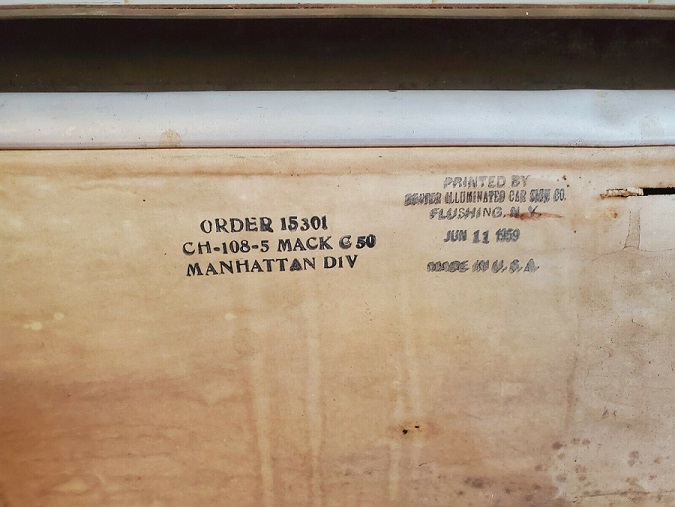 ORDER 15301
CH-108-5 MACK C 50
MANHATTAN DIV
PRINTED BY
ILLUMINATED CAR SIGN CO.
FLUSHING, N.Y.
JUN 11 1959
MADE IN U.S.A.